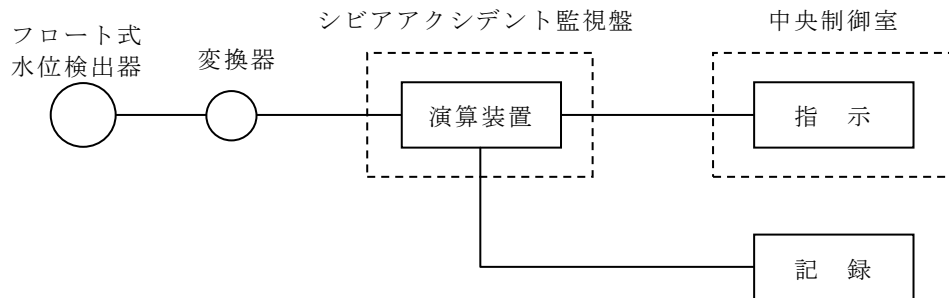 シビアアクシデント監視盤
中央制御室
フロート式
水位検出器
変換器
演算装置
指 示
記 録